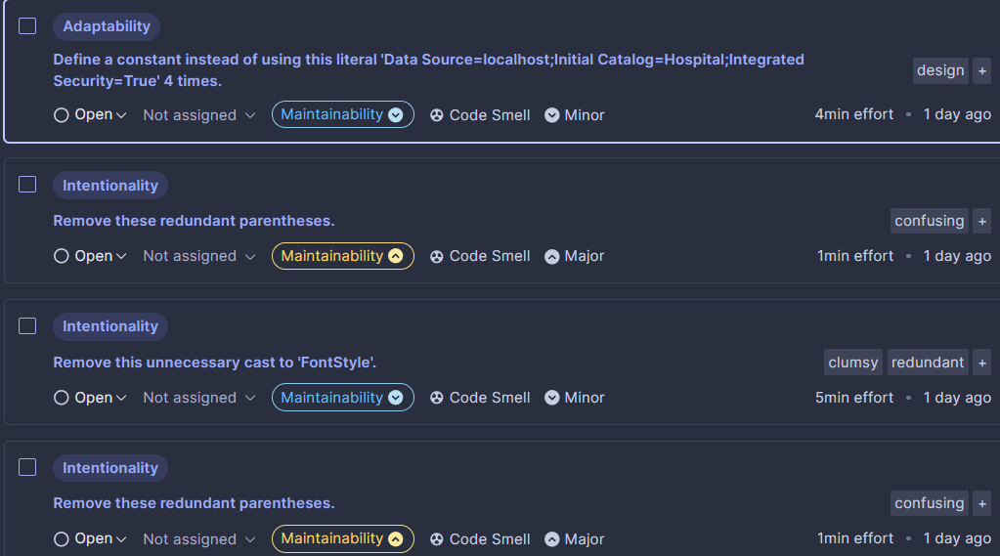 Adaptability
Define a constant instead of using this literal 'Data Source=localhost;Initial Catalog=Hospital;Integrated
Security=True' 4 times.
design +
Open Not assigned Maintainability Code Smell Minor 4min effort • 1 day ago
Intentionality
Remove these redundant parentheses.
confusing +
Open Not assigned Maintainability Code Smell Major 1min effort • 1 day ago
Intentionality
Remove this unnecessary cast to 'FontStyle'.
clumsy redundant +
Open Not assigned Maintainability Code Smell Minor 5min effort • 1 day ago
Intentionality
Remove these redundant parentheses.
confusing +
Open Not assigned Maintainability Code Smell Major 1min effort • 1 day ago